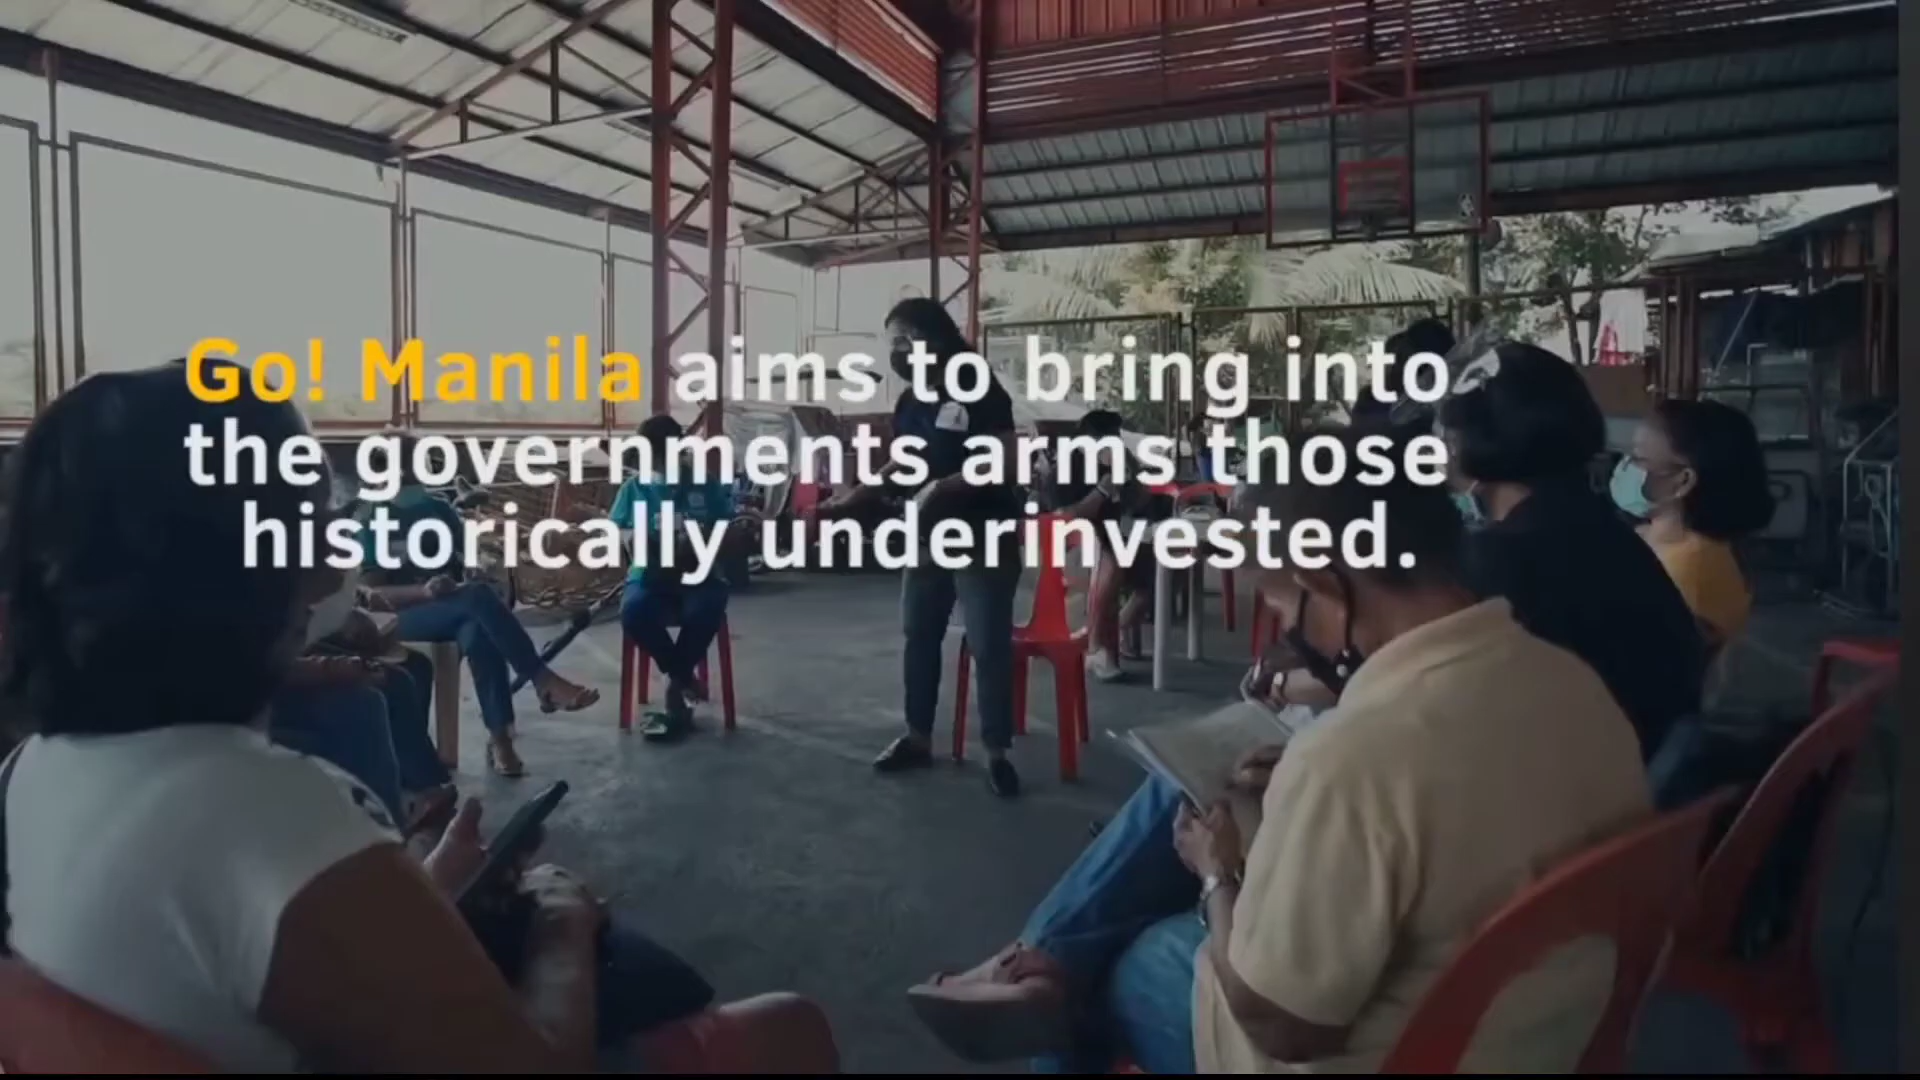 Go! Manila aims to bring into
the governments arms those
historically underinvested.